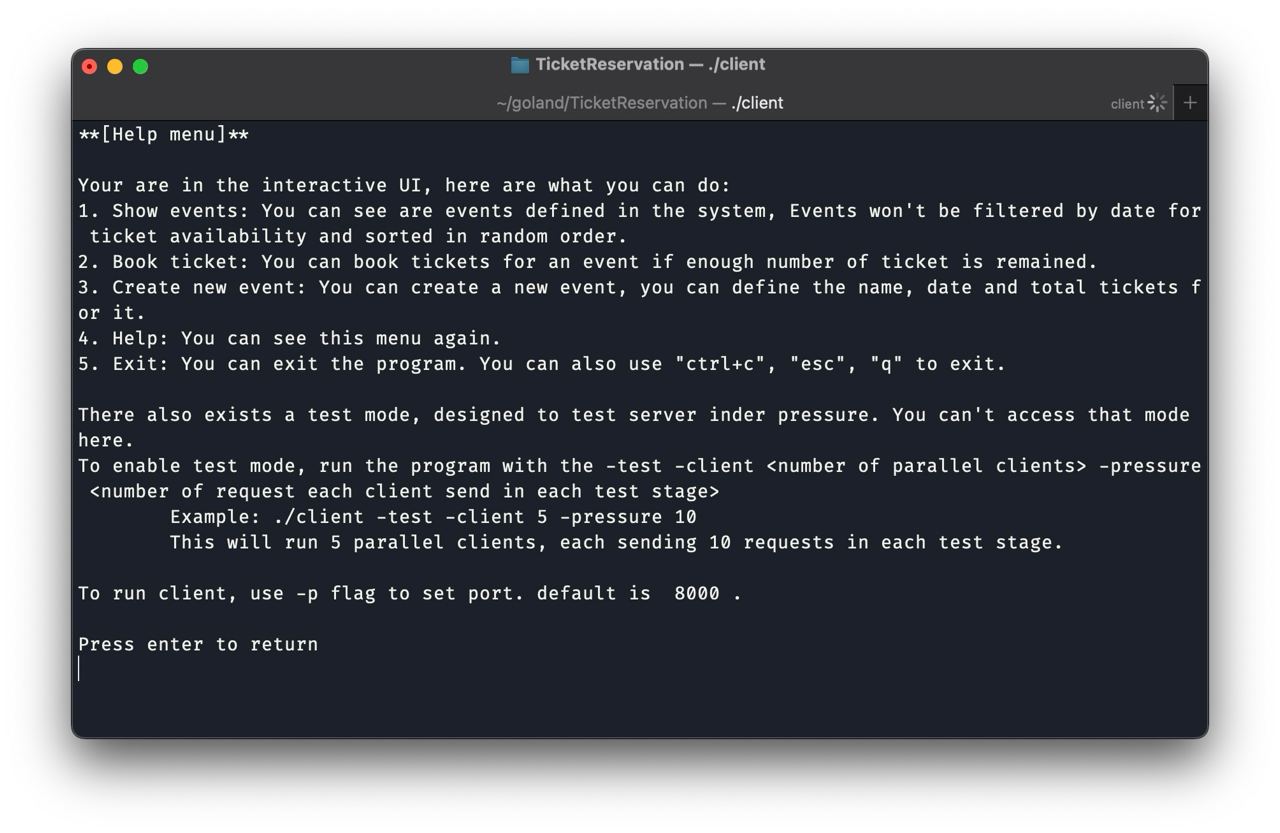 TicketReservation — ./client
~/goland/TicketReservation — ./client
client
+
**[Help menu]**
Your are in the interactive UI, here are what you can do:
1. Show events: You can see are events defined in the system, Events won't be filtered by date for
ticket availability and sorted in random order.
2. Book ticket: You can book tickets for an event if enough number of ticket is remained.
3. Create new event: You can create a new event, you can define the name, date and total tickets f
or it.
4. Help: You can see this menu again.
5. Exit: You can exit the program. You can also use "ctrl+c", "esc", "q" to exit.
There also exists a test mode, designed to test server inder pressure. You can't access that mode
here.
To enable test mode, run the program with the -test -client <number of parallel clients> -pressure
<number of request each client send in each test stage>
Example: ./client -test -client 5 -pressure 10
This will run 5 parallel clients, each sending 10 requests in each test stage.
To run client, use -p flag to set port. default is  8000 .
Press enter to return